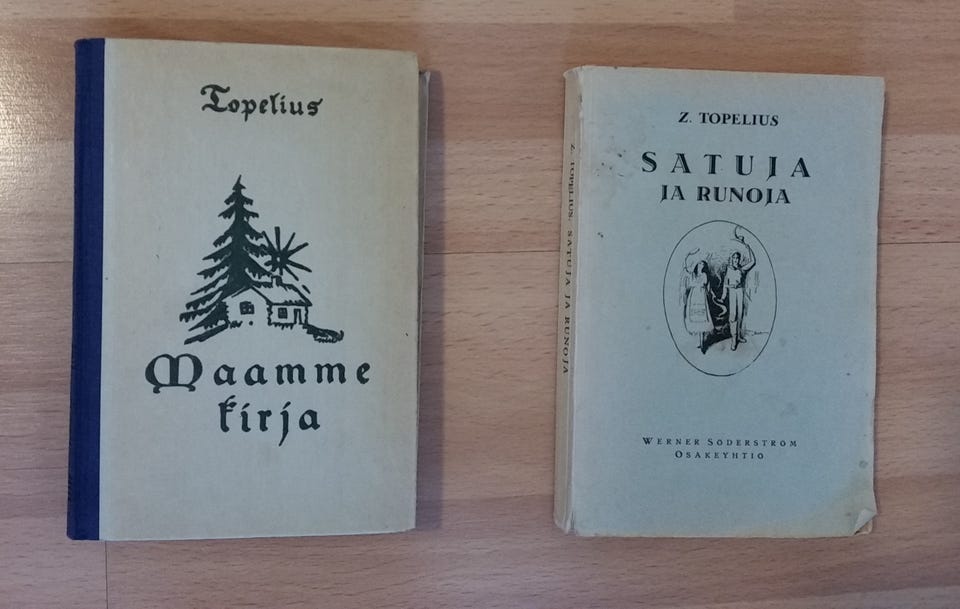 Topelius
Maamme
kirja
Z. TOPELIUS
SATUJA
JA RUNOJA
WERNER SÖDERSTRÖM
OSAKEYHTIÖ
Z. TOPELIUS, SATUJA JA RUNOJA